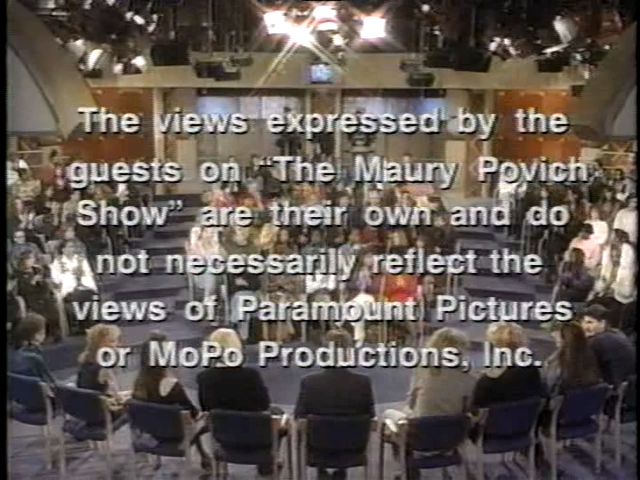 The views expressed by the
guests on "The Maury Povich
Show" are their own and do
not necessarily reflect the
views of Paramount Pictures
or MoPo Productions, Inc.